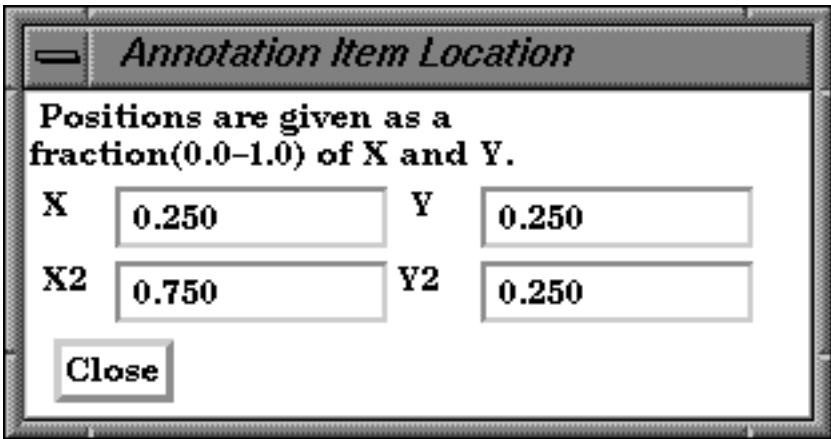 Annotation Item Location
Positions are given as a
fraction(0.0–1.0) of X and Y.
X 0.250 Y 0.250
X2 0.750 Y2 0.250
Close